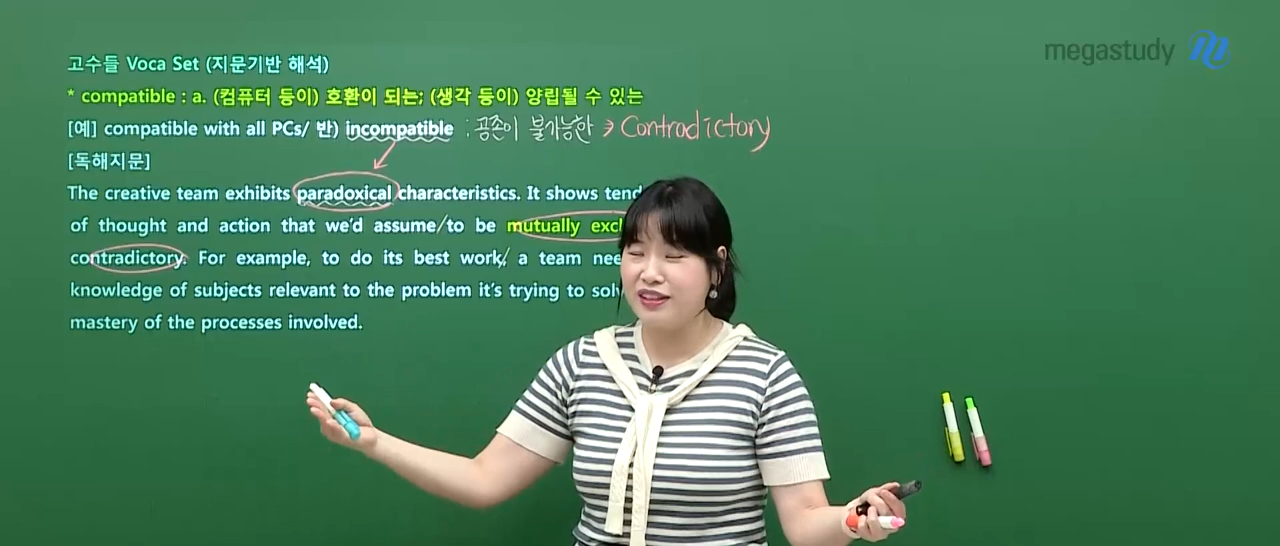 megastudy
고수들 Voca Set (지문기반 해석)
* compatible : a. (컴퓨터 등이) 호환이 되는; (생각 등이) 양립될 수 있는
[예] compatible with all PCs/ 반) incompatible : 공존이 불가능한 → Contradictory
[독해지문]
The creative team exhibits paradoxical characteristics. It shows tend
of thought and action that we'd assume/to be mutually excl
contradictory. For example, to do its best work/ a team nee
knowledge of subjects relevant to the problem it's trying to solv
mastery of the processes involved.